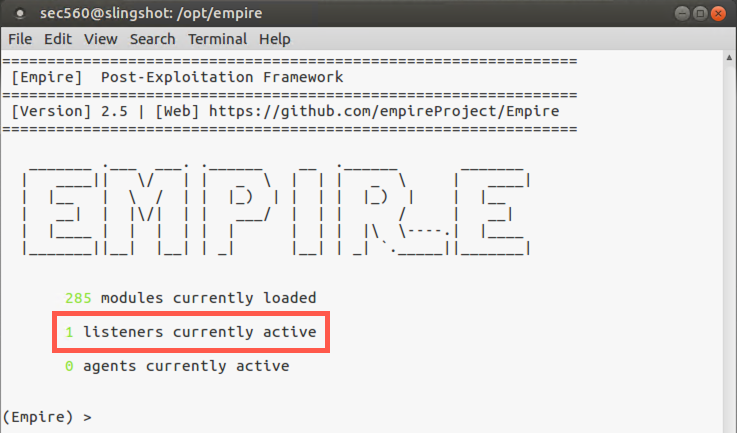 sec560@slingshot: /opt/empire
File Edit View Search Terminal Help
================================================================
[Empire]  Post-Exploitation Framework
================================================================
[Version] 2.5 | [Web] https://github.com/empireProject/Empire
================================================================
EMPIRE
285 modules currently loaded
1 listeners currently active
0 agents currently active
(Empire) >